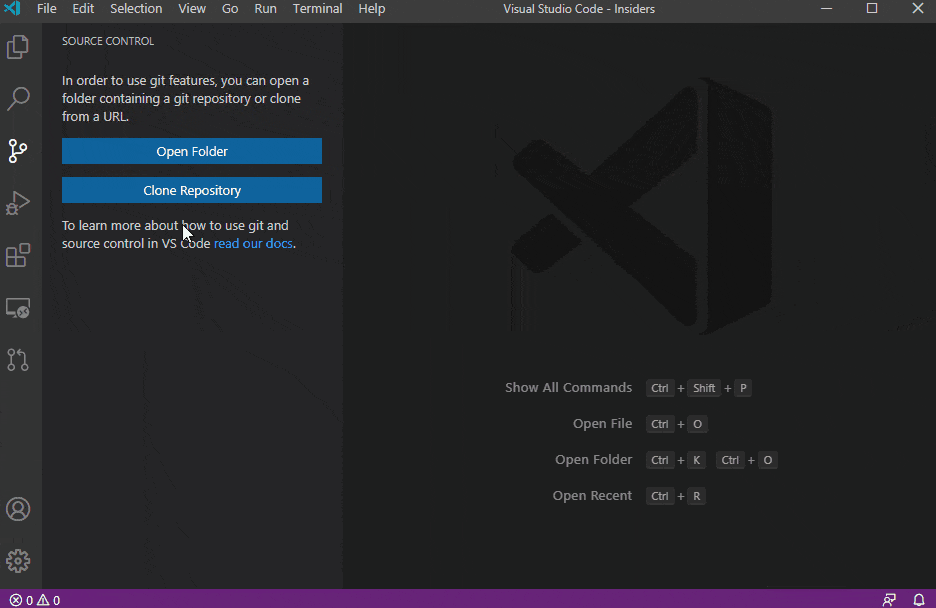 File Edit Selection View Go Run Terminal Help Visual Studio Code - Insiders
SOURCE CONTROL
In order to use git features, you can open a
folder containing a git repository or clone
from a URL.
Open Folder
Clone Repository
To learn more about how to use git and
source control in VS Code read our docs.
Show All Commands Ctrl + Shift + P
Open File Ctrl + O
Open Folder Ctrl + K Ctrl + O
Open Recent Ctrl + R
0 0